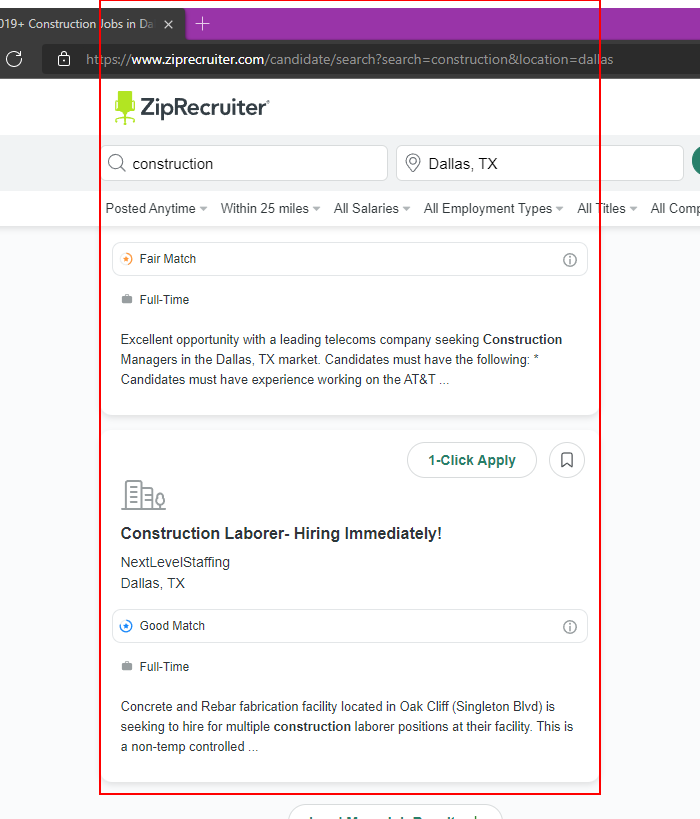 019+ Construction Jobs in Da
https://www.ziprecruiter.com/candidate/search?search=construction&location=dallas
ZipRecruiter
construction
Dallas, TX
Posted Anytime Within 25 miles All Salaries All Employment Types All Titles All Comp
Fair Match
Full-Time
Excellent opportunity with a leading telecoms company seeking Construction
Managers in the Dallas, TX market. Candidates must have the following: *
Candidates must have experience working on the AT&T ...
1-Click Apply
Construction Laborer- Hiring Immediately!
NextLevelStaffing
Dallas, TX
Good Match
Full-Time
Concrete and Rebar fabrication facility located in Oak Cliff (Singleton Blvd) is
seeking to hire for multiple construction laborer positions at their facility. This is
a non-temp controlled ...